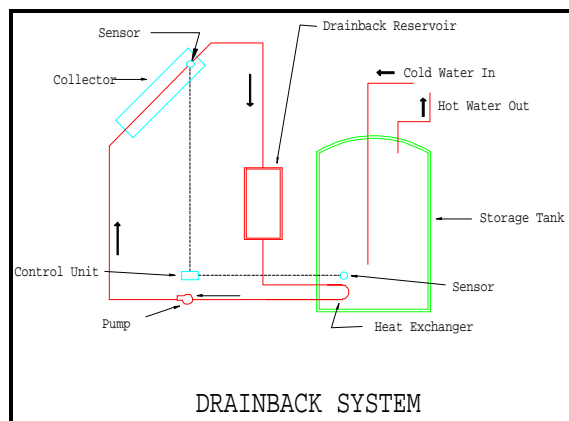 Drainback Reservoir
Sensor
Cold Water In
Collector
Hot Water Out
Storage Tank
Control Unit
Sensor
Pump
Heat Exchanger
DRAINBACK SYSTEM